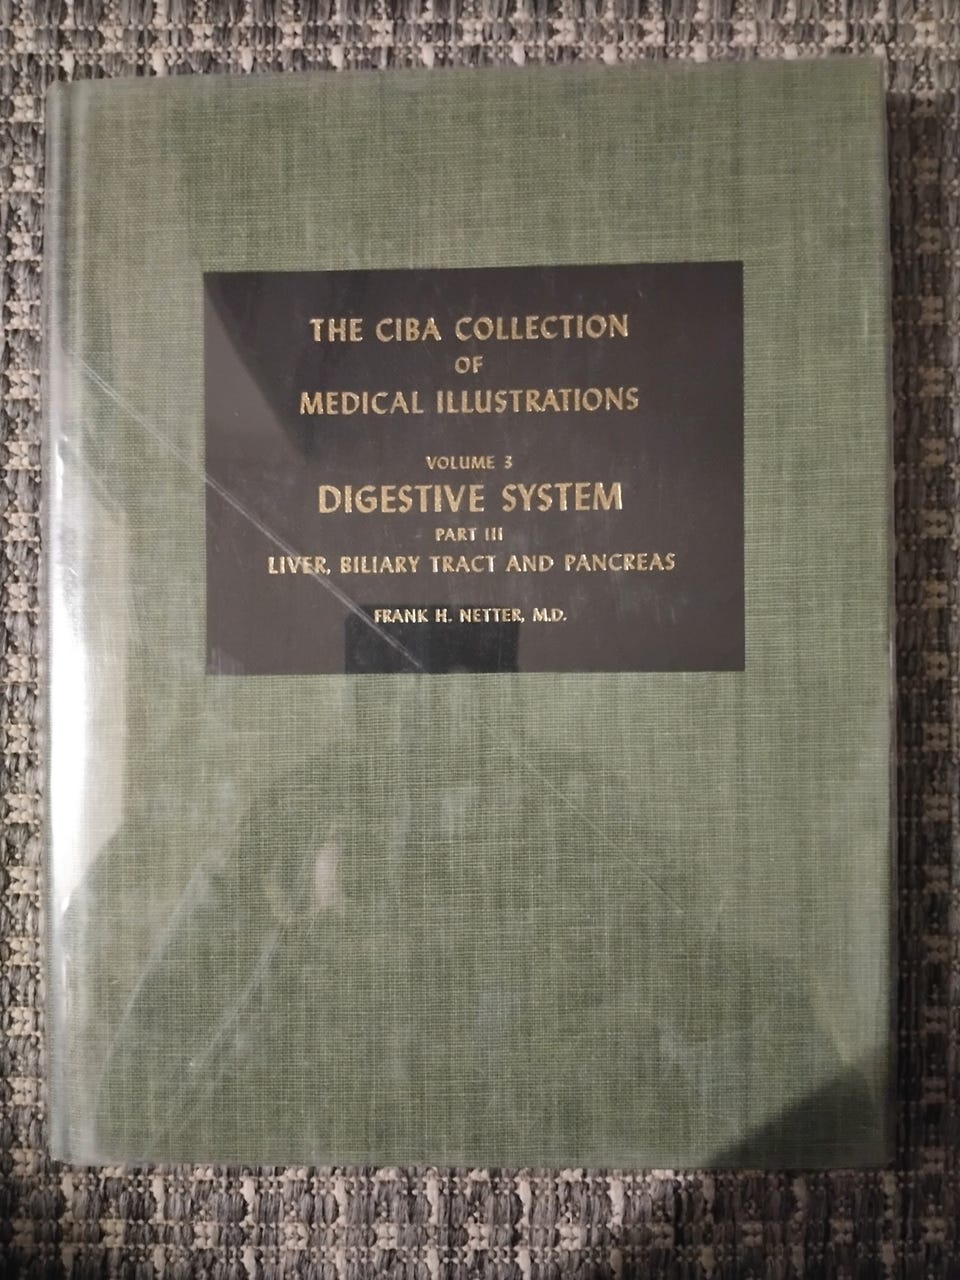 THE CIBA COLLECTION
OF
MEDICAL ILLUSTRATIONS
VOLUME 3
DIGESTIVE SYSTEM
PART III
LIVER, BILIARY TRACT AND PANCREAS
FRANK H. NETTER, M.D.